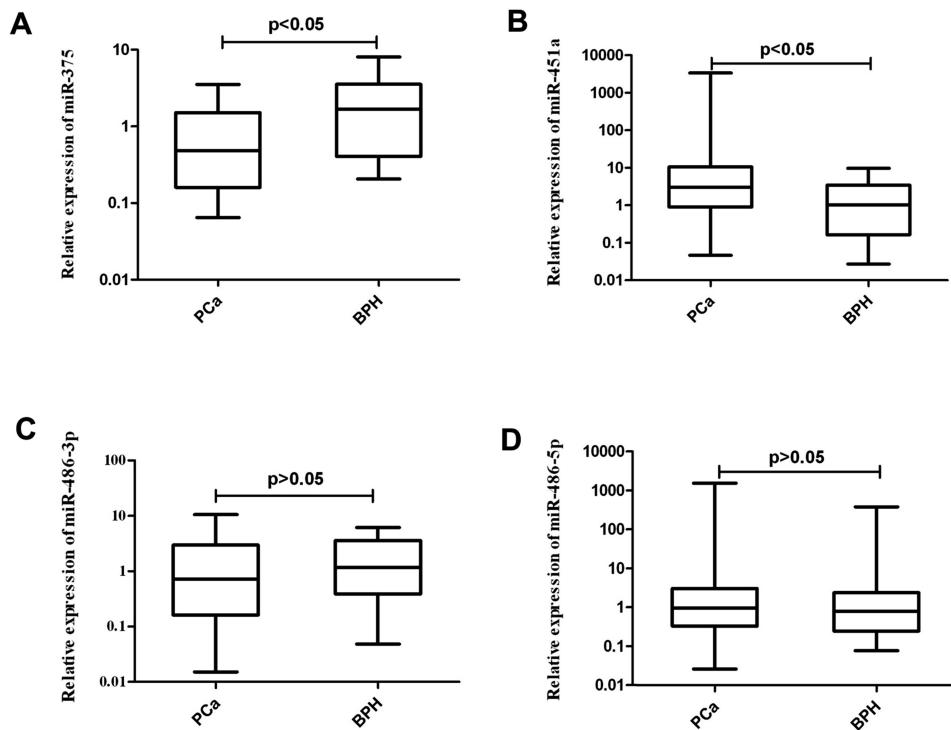 A
p<0.05
Relative expression of miR-375
10
1
0.1
0.01
PCa
BPH
B
p<0.05
Relative expression of miR-451a
10000
1000
100
10
1
0.1
0.01
PCa
BPH
C
p>0.05
Relative expression of miR-486-3p
100
10
1
0.1
0.01
PCa
BPH
D
p>0.05
Relative expression of miR-486-5p
10000
1000
100
10
1
0.1
0.01
PCa
BPH